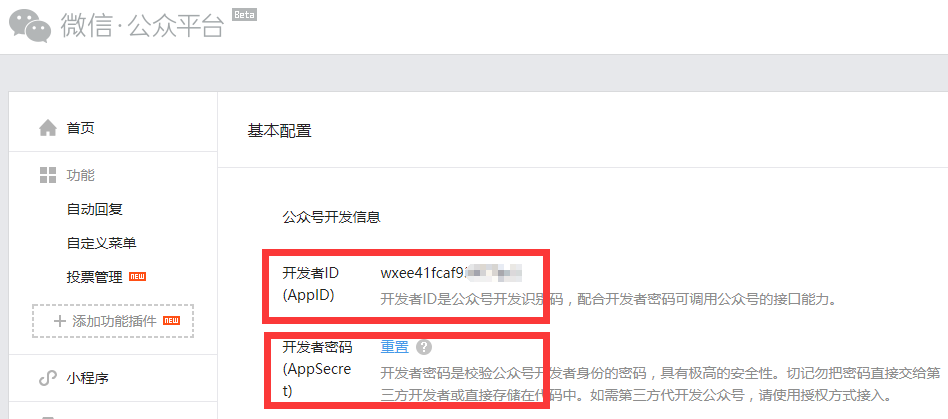 微信·公众平台 Beta
首页
基本配置
功能
自动回复
公众号开发信息
自定义菜单
投票管理 NEW
开发者ID
(AppID)
wxee41fcaf9
开发者ID是公众号开发识别码，配合开发者密码可调用公众号的接口能力。
添加功能插件 NEW
开发者密码
(AppSecre
t)
重置 ?
开发者密码是校验公众号开发者身份的密码，具有极高的安全性。切记勿把密码直接交给第
三方开发者或直接存储在代码中。如需第三方代开发公众号，请使用授权方式接入。
小程序